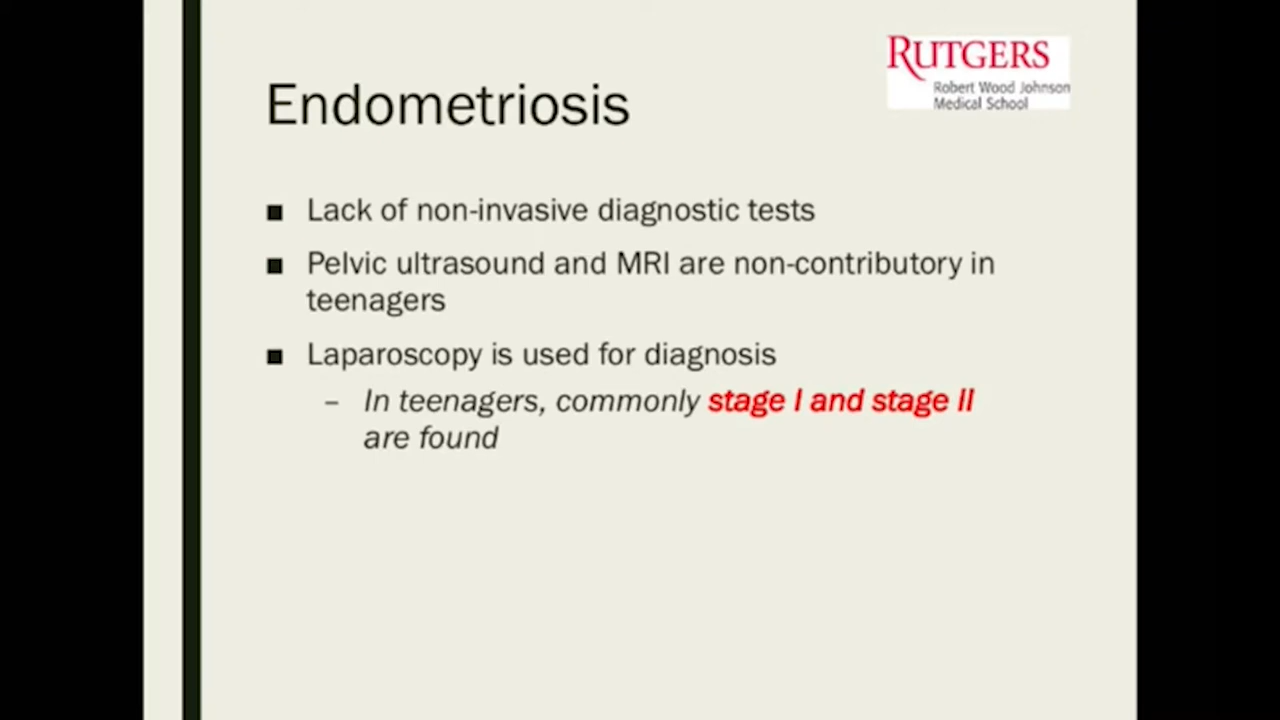 RUTGERS
Robert Wood Johnson
Medical School
Endometriosis
■ Lack of non-invasive diagnostic tests
■ Pelvic ultrasound and MRI are non-contributory in
teenagers
■ Laparoscopy is used for diagnosis
– In teenagers, commonly stage I and stage II
are found